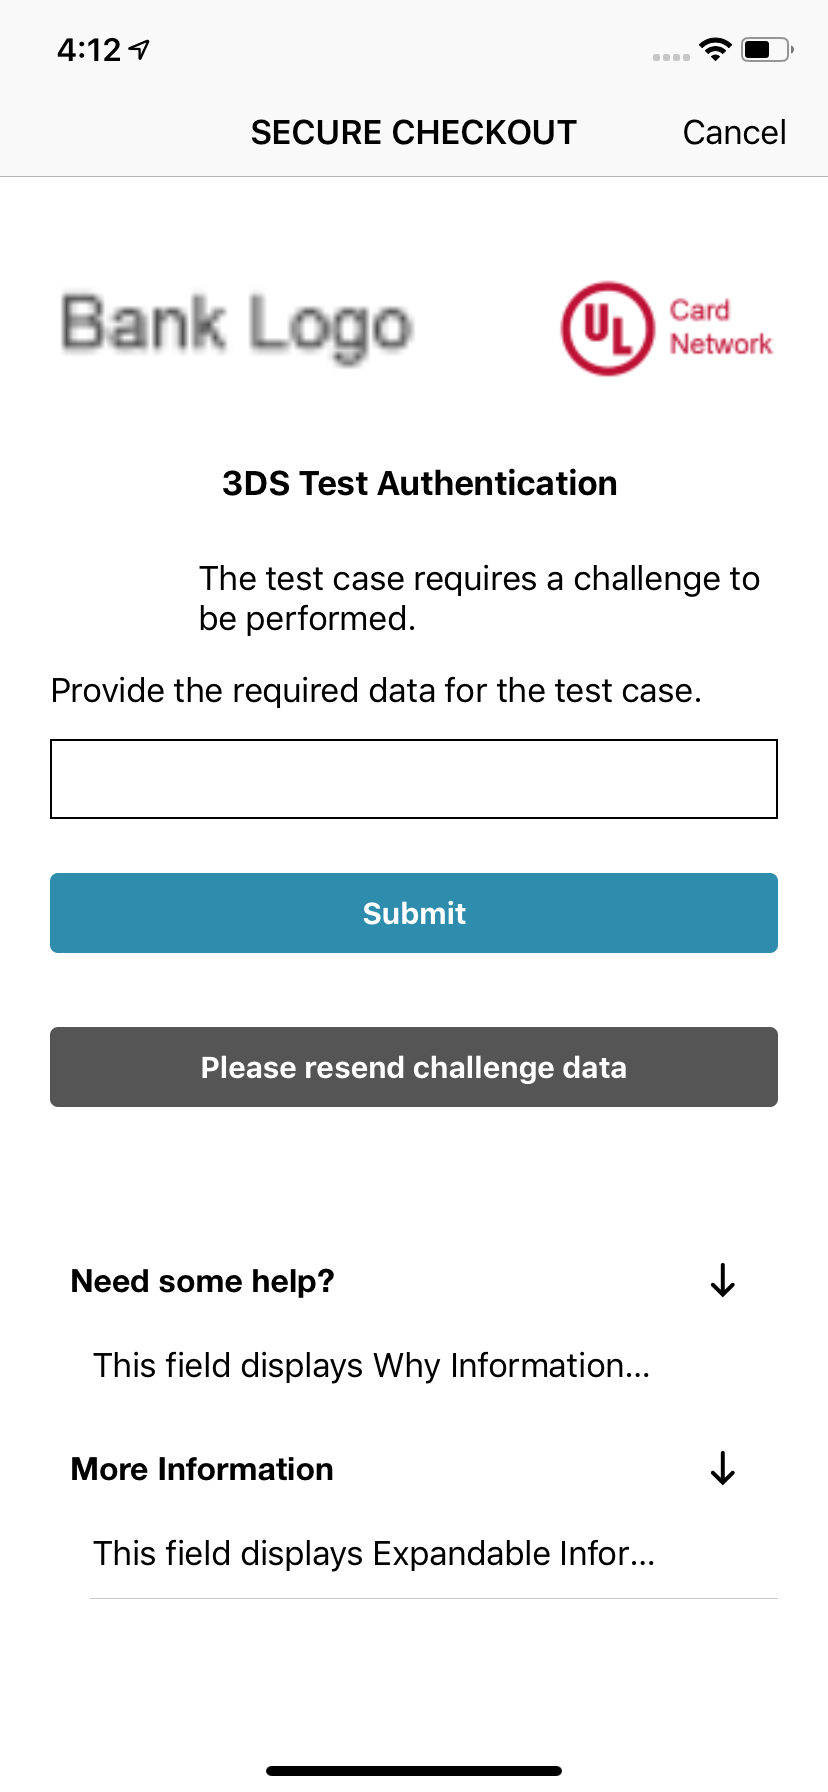 4:12
SECURE CHECKOUT
Cancel
Bank Logo
UL
Card
Network
3DS Test Authentication
The test case requires a challenge to
be performed.
Provide the required data for the test case.
Submit
Please resend challenge data
Need some help?
This field displays Why Information...
More Information
This field displays Expandable Infor...